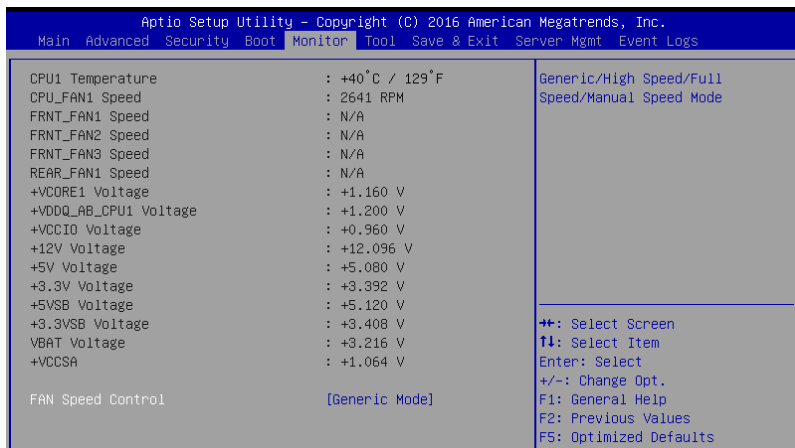 Aptio Setup Utility – Copyright (C) 2016 American Megatrends, Inc.
Main Advanced Security Boot Monitor Tool Save & Exit Server Mgmt Event Logs
CPU1 Temperature : +40°C / 129°F
CPU_FAN1 Speed : 2641 RPM
FRNT_FAN1 Speed : N/A
FRNT_FAN2 Speed : N/A
FRNT_FAN3 Speed : N/A
REAR_FAN1 Speed : N/A
+VCORE1 Voltage : +1.160 V
+VDDQ_AB_CPU1 Voltage : +1.200 V
+VCCIO Voltage : +0.960 V
+12V Voltage : +12.096 V
+5V Voltage : +5.080 V
+3.3V Voltage : +3.392 V
+5VSB Voltage : +5.120 V
+3.3VSB Voltage : +3.408 V
VBAT Voltage : +3.216 V
+VCCSA : +1.064 V
FAN Speed Control [Generic Mode]
Generic/High Speed/Full
Speed/Manual Speed Mode
→←: Select Screen
↑↓: Select Item
Enter: Select
+/-: Change Opt.
F1: General Help
F2: Previous Values
F5: Optimized Defaults